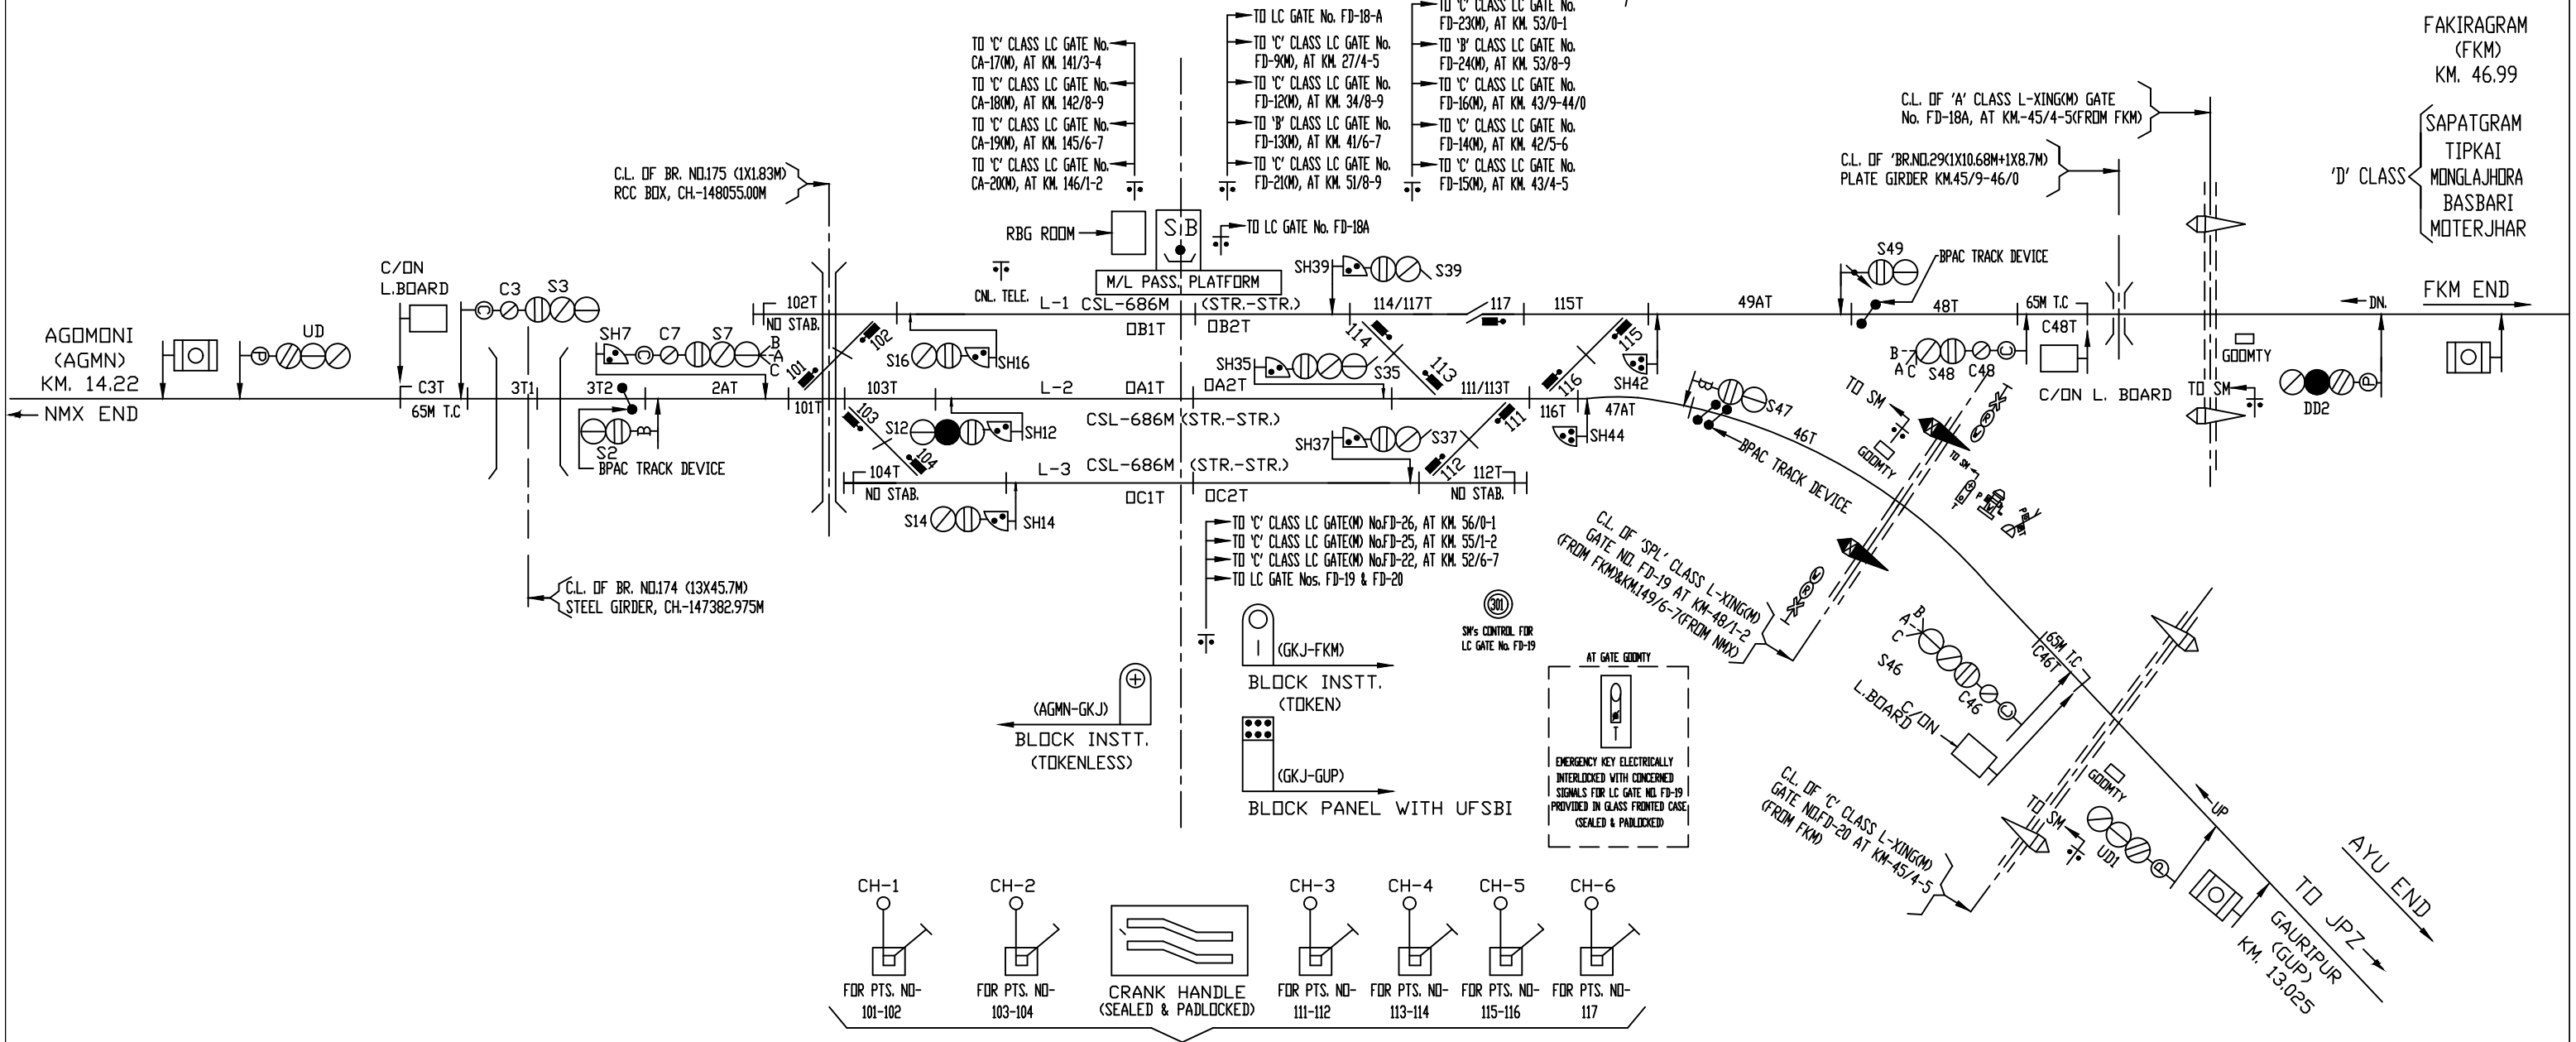 TO LC GATE No. FD-18-A
TO 'C' CLASS LC GATE No.
FD-9(M), AT KM. 27/4-5
TO 'C' CLASS LC GATE No.
FD-12(M), AT KM. 34/8-9
TO 'B' CLASS LC GATE No.
FD-13(M), AT KM. 41/6-7
TO 'C' CLASS LC GATE No.
FD-21(M), AT KM. 51/8-9
TO 'C' CLASS LC GATE No.
FD-23(M), AT KM. 53/0-1
TO 'B' CLASS LC GATE No.
FD-24(M), AT KM. 53/8-9
TO 'C' CLASS LC GATE No.
FD-16(M), AT KM. 43/9-44/0
TO 'C' CLASS LC GATE No.
FD-14(M), AT KM. 42/5-6
TO 'C' CLASS LC GATE No.
FD-15(M), AT KM. 43/4-5
TO 'C' CLASS LC GATE No.
CA-17(M), AT KM. 141/3-4
TO 'C' CLASS LC GATE No.
CA-18(M), AT KM. 142/8-9
TO 'C' CLASS LC GATE No.
CA-19(M), AT KM. 145/6-7
TO 'C' CLASS LC GATE No.
CA-20(M), AT KM. 146/1-2
FAKIRAGRAM
(FKM)
KM. 46.99
'D' CLASS
SAPATGRAM
TIPKAI
MONGLAJHORA
BASBARI
MOTERJHAR
C.L. OF 'A' CLASS L-XING(M) GATE
No. FD-18A, AT KM.-45/4-5(FROM FKM)
C.L. OF 'BR.NO.29(1X10.68M+1X8.7M)
PLATE GIRDER KM.45/9-46/0
C.L. OF BR. NO.175 (1X1.83M)
RCC BOX, CH.-148055.00M
RBG ROOM
SB
TO LC GATE No. FD-18A
M/L PASS. PLATFORM
CNL. TELE.
C/ON
L.BOARD
C3
S3
UD
P
C
SH7
C7
S7
B
A
C
AGOMONI
(AGMN)
KM. 14.22
NMX END
C3T
65M T.C
3T1
3T2
2AT
S2
B
BPAC TRACK DEVICE
102T
NO STAB.
101
102
101T
103T
103
104
104T
NO STAB.
S16
SH16
S12
SH12
S14
SH14
L-1
CSL-686M
(STR.-STR.)
OB1T
OB2T
L-2
OA1T
OA2T
CSL-686M (STR.-STR.)
L-3
CSL-686M
(STR.-STR.)
OC1T
OC2T
SH39
S39
SH35
S35
SH37
S37
114/117T
117
115T
114
113
115
116
111/113T
111
112
112T
NO STAB.
116T
47AT
SH42
SH44
49AT
S49
BPAC TRACK DEVICE
48T
65M T.C
C48T
B
A C
S48
C48
C
C/ON L. BOARD
GOOMTY
TO SM
DD2
P
DN.
FKM END
B
S47
46T
BPAC TRACK DEVICE
TO SM
GOOMTY
TO SM
C.L. OF 'SPL' CLASS L-XING(M)
GATE NO. FD-19 AT KM-48/1-2
(FROM FKM)&KM.149/6-7(FROM NMX)
C.L. OF BR. NO.174 (13X45.7M)
STEEL GIRDER, CH.-147382.975M
TO 'C' CLASS LC GATE(M) No.FD-26, AT KM. 56/0-1
TO 'C' CLASS LC GATE(M) No.FD-25, AT KM. 55/1-2
TO 'C' CLASS LC GATE(M) No.FD-22, AT KM. 52/6-7
TO LC GATE Nos. FD-19 & FD-20
301
SM's CONTROL FOR
LC GATE No. FD-19
(GKJ-FKM)
BLOCK INSTT.
(TOKEN)
(AGMN-GKJ)
BLOCK INSTT.
(TOKENLESS)
(GKJ-GUP)
BLOCK PANEL WITH UFSBI
AT GATE GOOMTY
T
EMERGENCY KEY ELECTRICALLY
INTERLOCKED WITH CONCERNED
SIGNALS FOR LC GATE NO. FD-19
PROVIDED IN GLASS FRONTED CASE
(SEALED & PADLOCKED)
B
A
C
S46
C46
C
65M T.C
C46T
C/ON
L.BOARD
C.L. OF 'C' CLASS L-XING(M)
GATE NO.FD-20 AT KM-45/4-5
(FROM FKM)
GOOMTY
TO SM
UD1
P
UP
AYU END
TO JPZ
GAURIPUR
(GUP)
KM. 13.025
CH-1
CH-2
CH-3
CH-4
CH-5
CH-6
FOR PTS. NO-
101-102
FOR PTS. NO-
103-104
CRANK HANDLE
(SEALED & PADLOCKED)
FOR PTS. NO-
111-112
FOR PTS. NO-
113-114
FOR PTS. NO-
115-116
FOR PTS. NO-
117